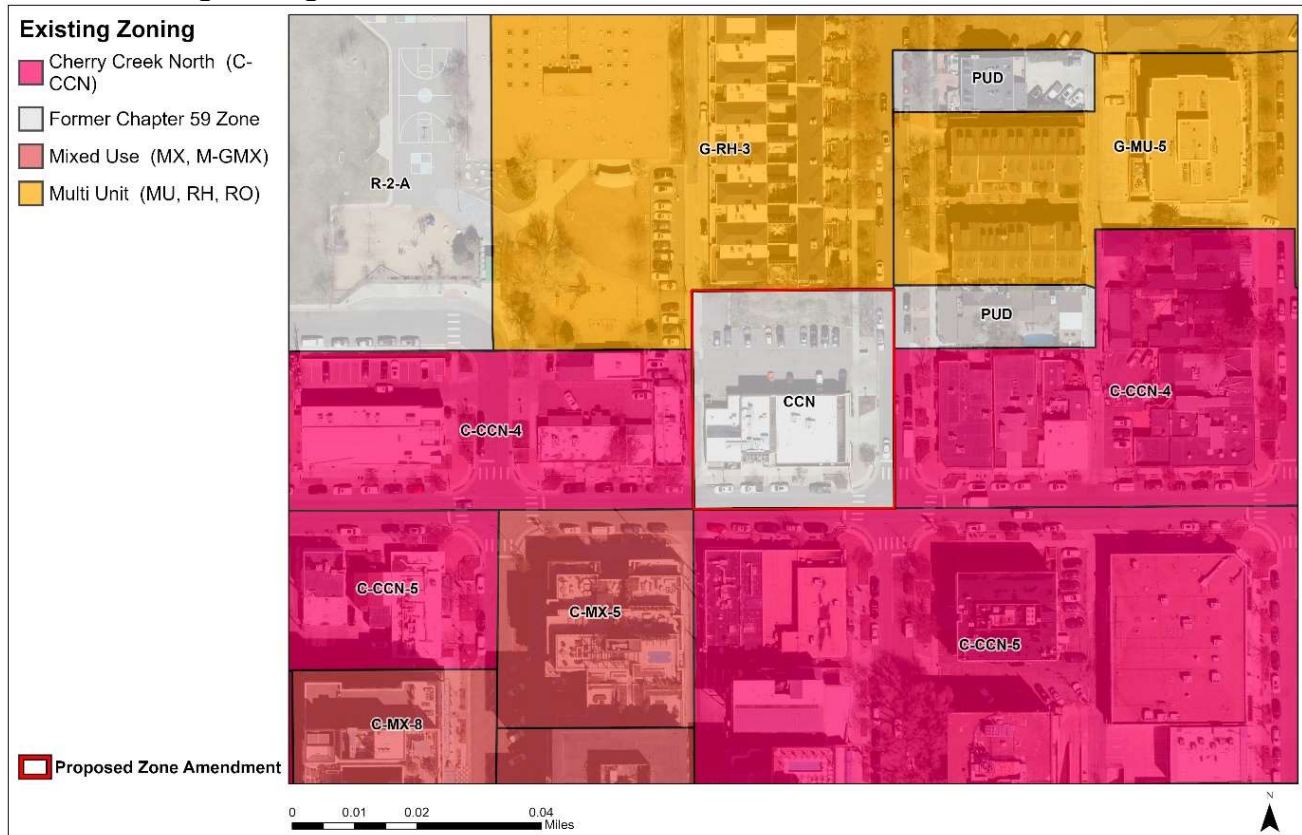 Existing Zoning
Cherry Creek North (C-
CCN)
Former Chapter 59 Zone
Mixed Use (MX, M-GMX)
Multi Unit (MU, RH, RO)
PUD
G-RH-3
G-MU-5
R-2-A
PUD
CCN
C-CCN-4
C-CCN-4
C-CCN-5
C-MX-5
C-CCN-5
C-MX-8
Proposed Zone Amendment
0 0.01 0.02 0.04
Miles
N